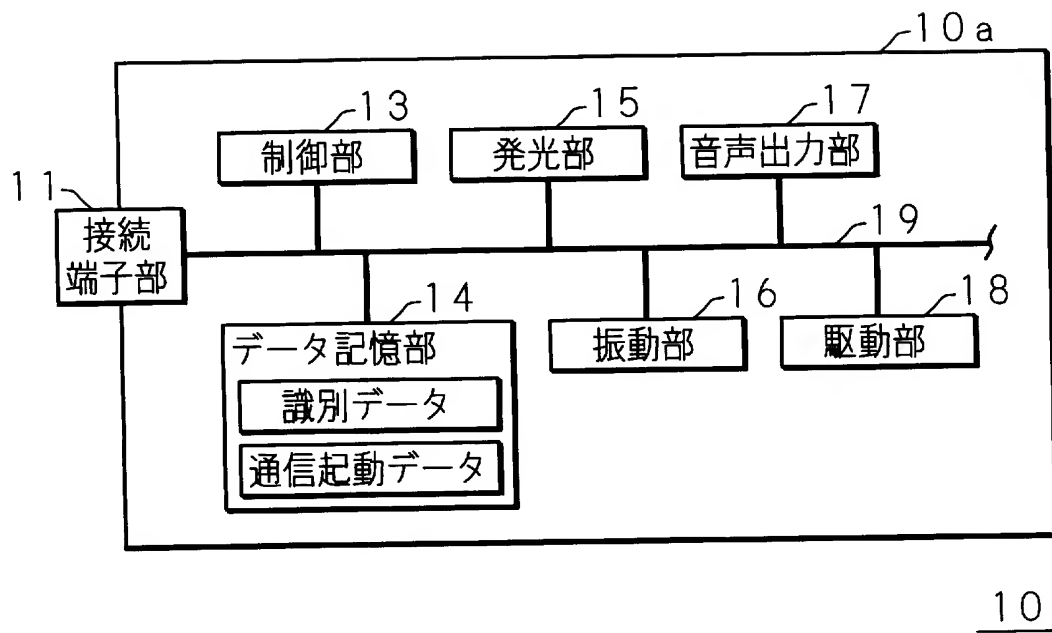 10a
13
15
17
制御部
発光部
音声出力部
11
接続
端子部
19
14
16
18
データ記憶部
振動部
駆動部
識別データ
通信起動データ
10